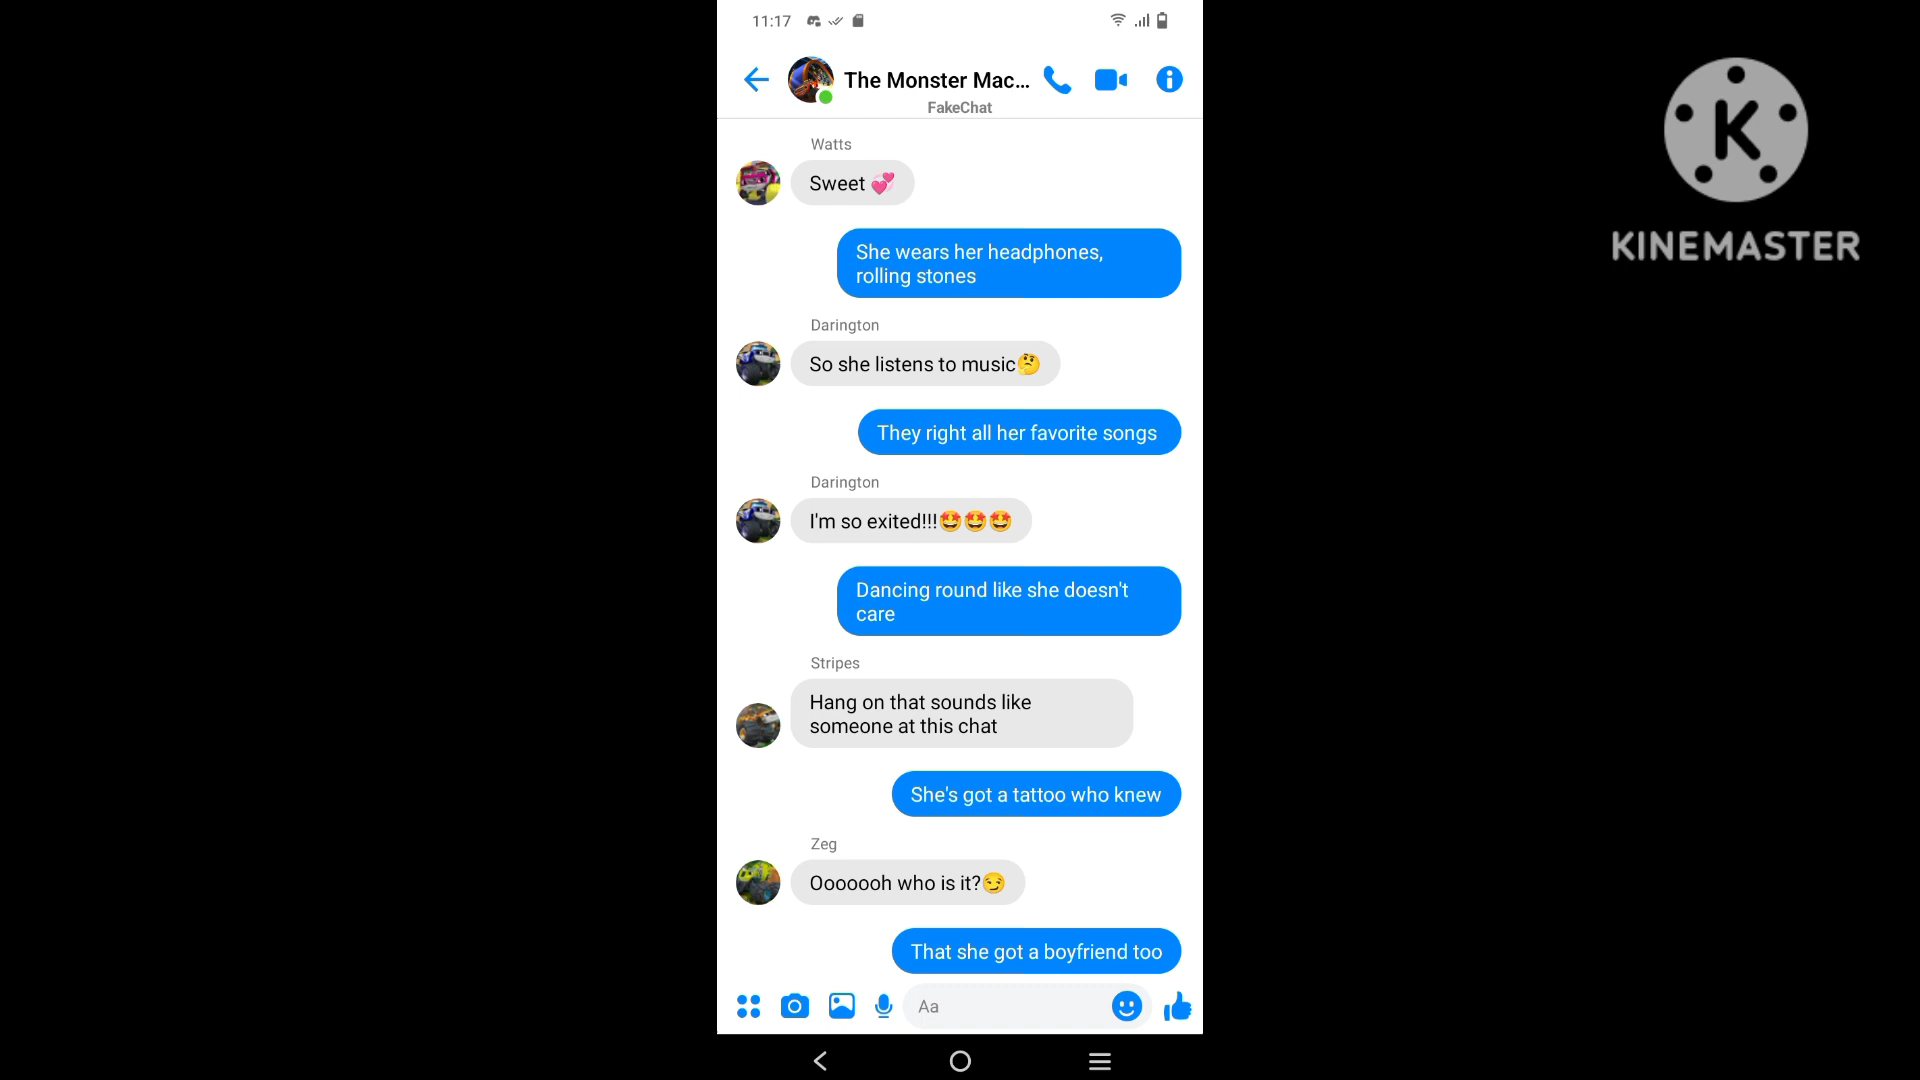 11:17
The Monster Mac...
FakeChat
KINEMASTER
Watts
Sweet 💞
She wears her headphones,
rolling stones
Darington
So she listens to music🤔
They right all her favorite songs
Darington
I'm so exited!!!🤩🤩🤩
Dancing round like she doesn't
care
Stripes
Hang on that sounds like
someone at this chat
She's got a tattoo who knew
Zeg
Ooooooh who is it?😏
That she got a boyfriend too
Aa